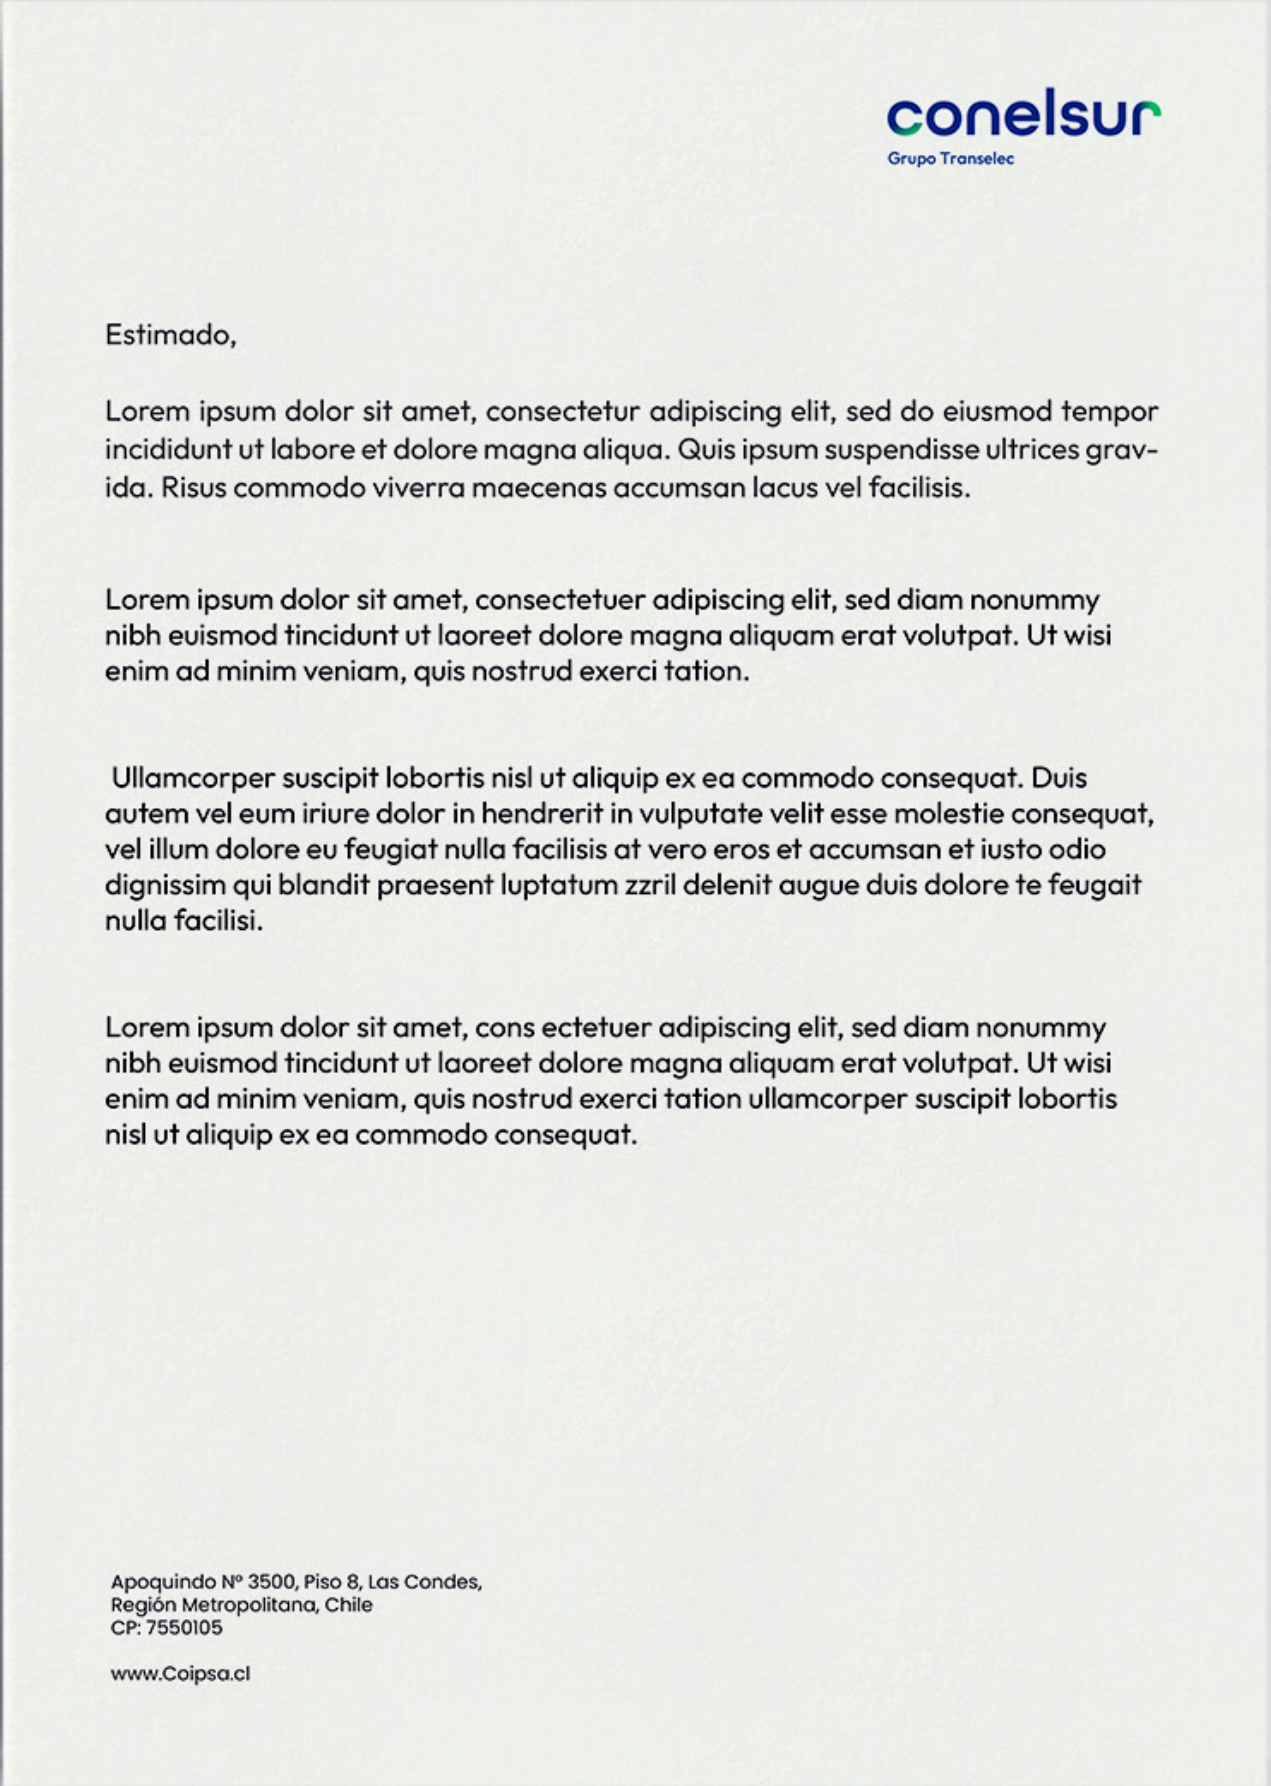 conelsur
Grupo Transelec
Estimado,
Lorem ipsum dolor sit amet, consectetur adipiscing elit, sed do eiusmod tempor
incididunt ut labore et dolore magna aliqua. Quis ipsum suspendisse ultrices grav-
ida. Risus commodo viverra maecenas accumsan lacus vel facilisis.
Lorem ipsum dolor sit amet, consectetuer adipiscing elit, sed diam nonummy
nibh euismod tincidunt ut laoreet dolore magna aliquam erat volutpat. Ut wisi
enim ad minim veniam, quis nostrud exerci tation.
Ullamcorper suscipit lobortis nisl ut aliquip ex ea commodo consequat. Duis
autem vel eum iriure dolor in hendrerit in vulputate velit esse molestie consequat,
vel illum dolore eu feugiat nulla facilisis at vero eros et accumsan et iusto odio
dignissim qui blandit praesent luptatum zzril delenit augue duis dolore te feugait
nulla facilisi.
Lorem ipsum dolor sit amet, cons ectetuer adipiscing elit, sed diam nonummy
nibh euismod tincidunt ut laoreet dolore magna aliquam erat volutpat. Ut wisi
enim ad minim veniam, quis nostrud exerci tation ullamcorper suscipit lobortis
nisl ut aliquip ex ea commodo consequat.
Apoquindo Nº 3500, Piso 8, Las Condes,
Región Metropolitana, Chile
CP: 7550105
www.Coipsa.cl